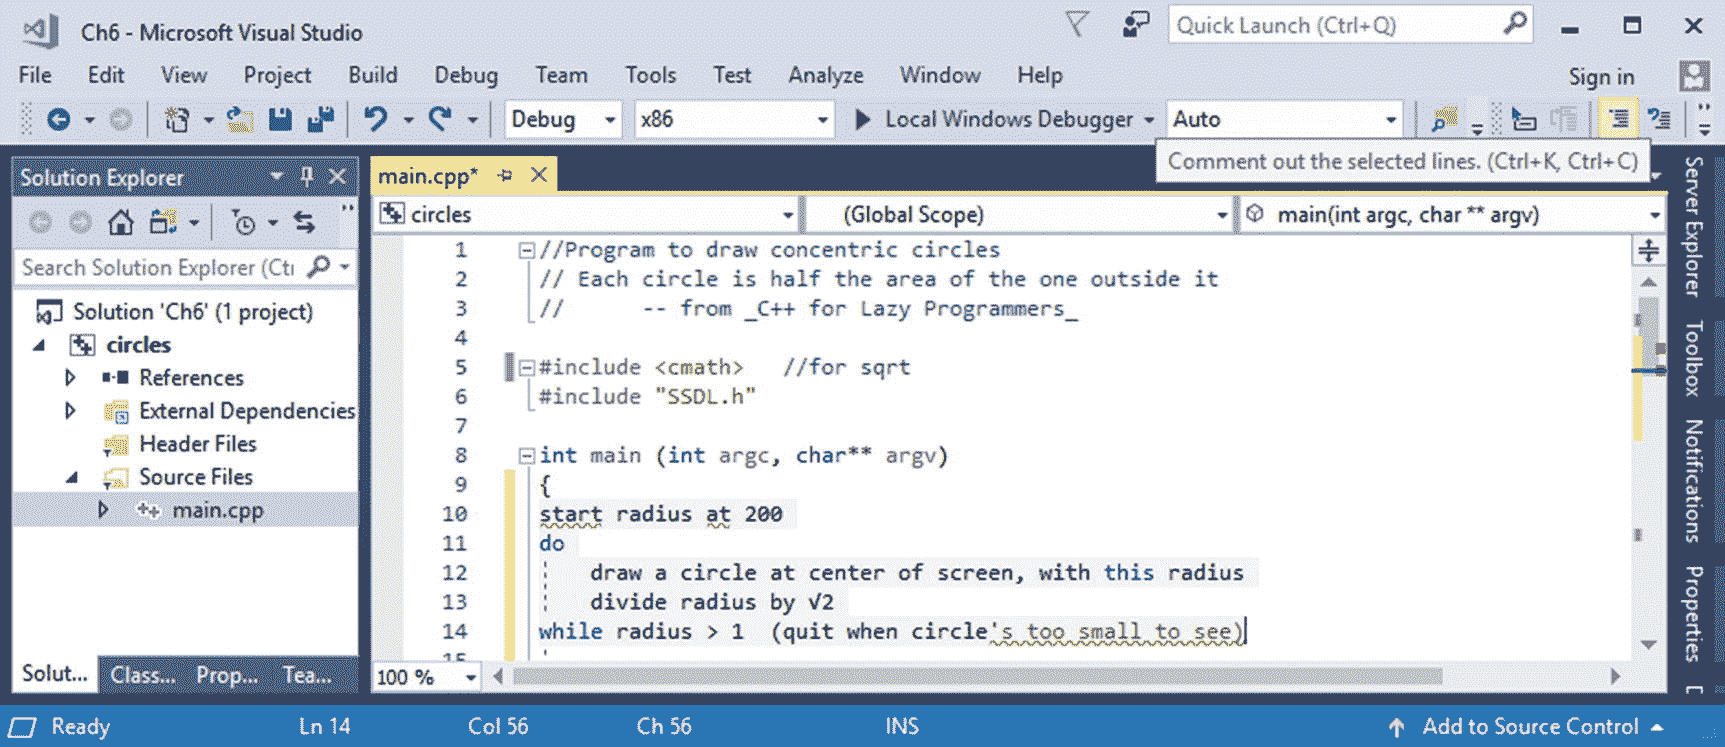 Ch6 - Microsoft Visual Studio
Quick Launch (Ctrl+Q)
File Edit View Project Build Debug Team Tools Test Analyze Window Help
Sign in
Debug x86 Local Windows Debugger Auto
Comment out the selected lines. (Ctrl+K, Ctrl+C)
Solution Explorer
Search Solution Explorer (Ct
Solution 'Ch6' (1 project)
circles
References
External Dependencies
Header Files
Source Files
main.cpp
Solut... Class... Prop... Tea...
main.cpp*
circles (Global Scope) main(int argc, char ** argv)
1 //Program to draw concentric circles
2 // Each circle is half the area of the one outside it
3 // -- from _C++ for Lazy Programmers_
4
5 #include <cmath> //for sqrt
6 #include "SSDL.h"
7
8 int main (int argc, char** argv)
9 {
10 start radius at 200
11 do
12 draw a circle at center of screen, with this radius
13 divide radius by √2
14 while radius > 1 (quit when circle's too small to see)
15
100 %
Server Explorer
Toolbox
Notifications
Properties
Ready Ln 14 Col 56 Ch 56 INS Add to Source Control